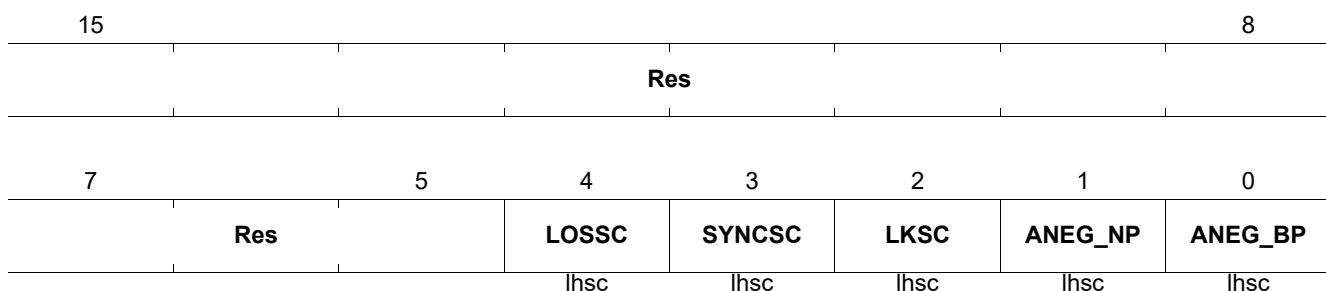 15 8
Res
7 5 4 3 2 1 0
Res LOSSC SYNCSC LKSC ANEG_NP ANEG_BP
lhsc lhsc lhsc lhsc lhsc